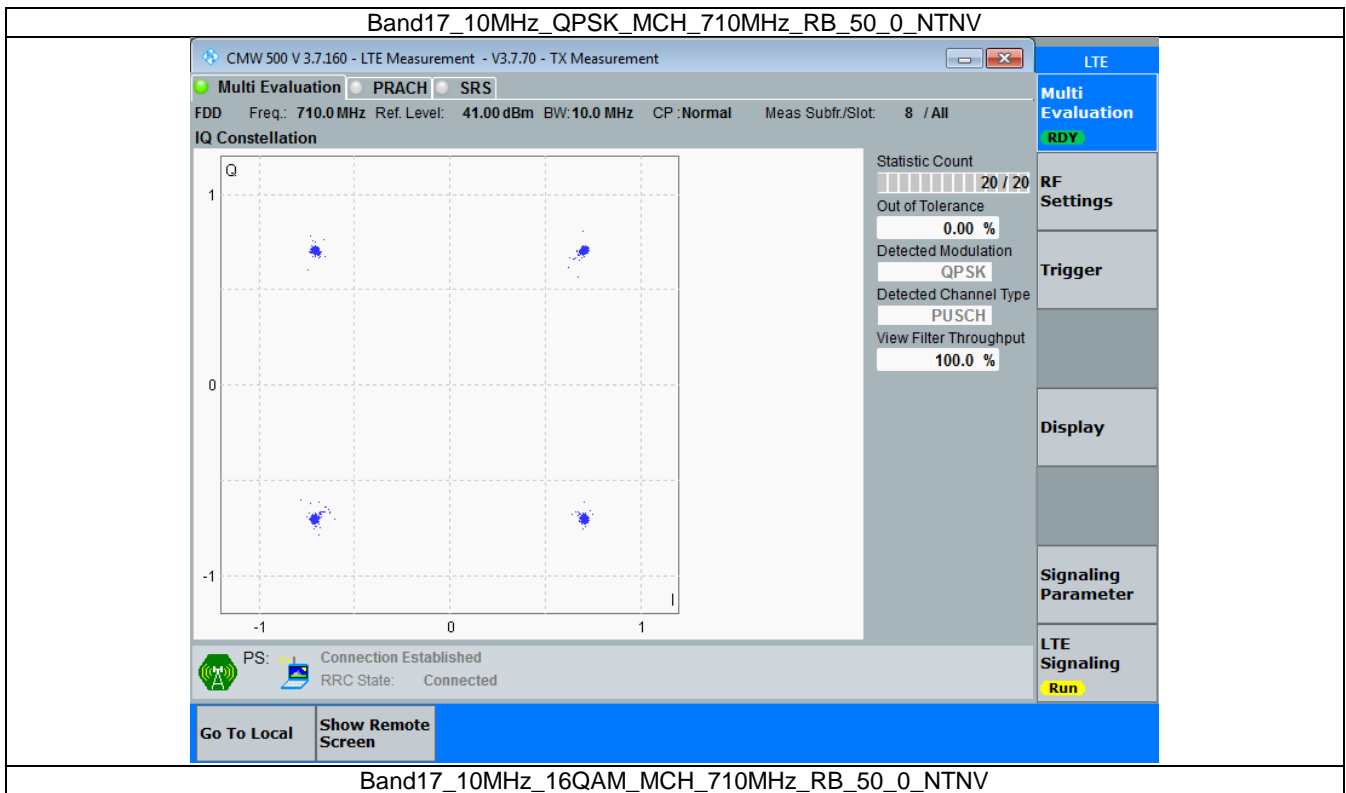 Band17_10MHz_QPSK_MCH_710MHz_RB_50_0_NTNV
CMW 500 V 3.7.160 - LTE Measurement - V3.7.70 - TX Measurement
LTE
Multi Evaluation PRACH SRS
Multi
Evaluation
RDY
FDD Freq.: 710.0 MHz Ref. Level: 41.00 dBm BW: 10.0 MHz CP : Normal Meas Subfr./Slot: 8 / All
IQ Constellation
Q
1
0
-1
I
-1 0 1
Statistic Count
20 / 20
Out of Tolerance
0.00 %
Detected Modulation
QPSK
Detected Channel Type
PUSCH
View Filter Throughput
100.0 %
RF
Settings
Trigger
Display
Signaling
Parameter
LTE
Signaling
Run
PS:
Connection Established
RRC State: Connected
Go To Local
Show Remote
Screen
Band17_10MHz_16QAM_MCH_710MHz_RB_50_0_NTNV